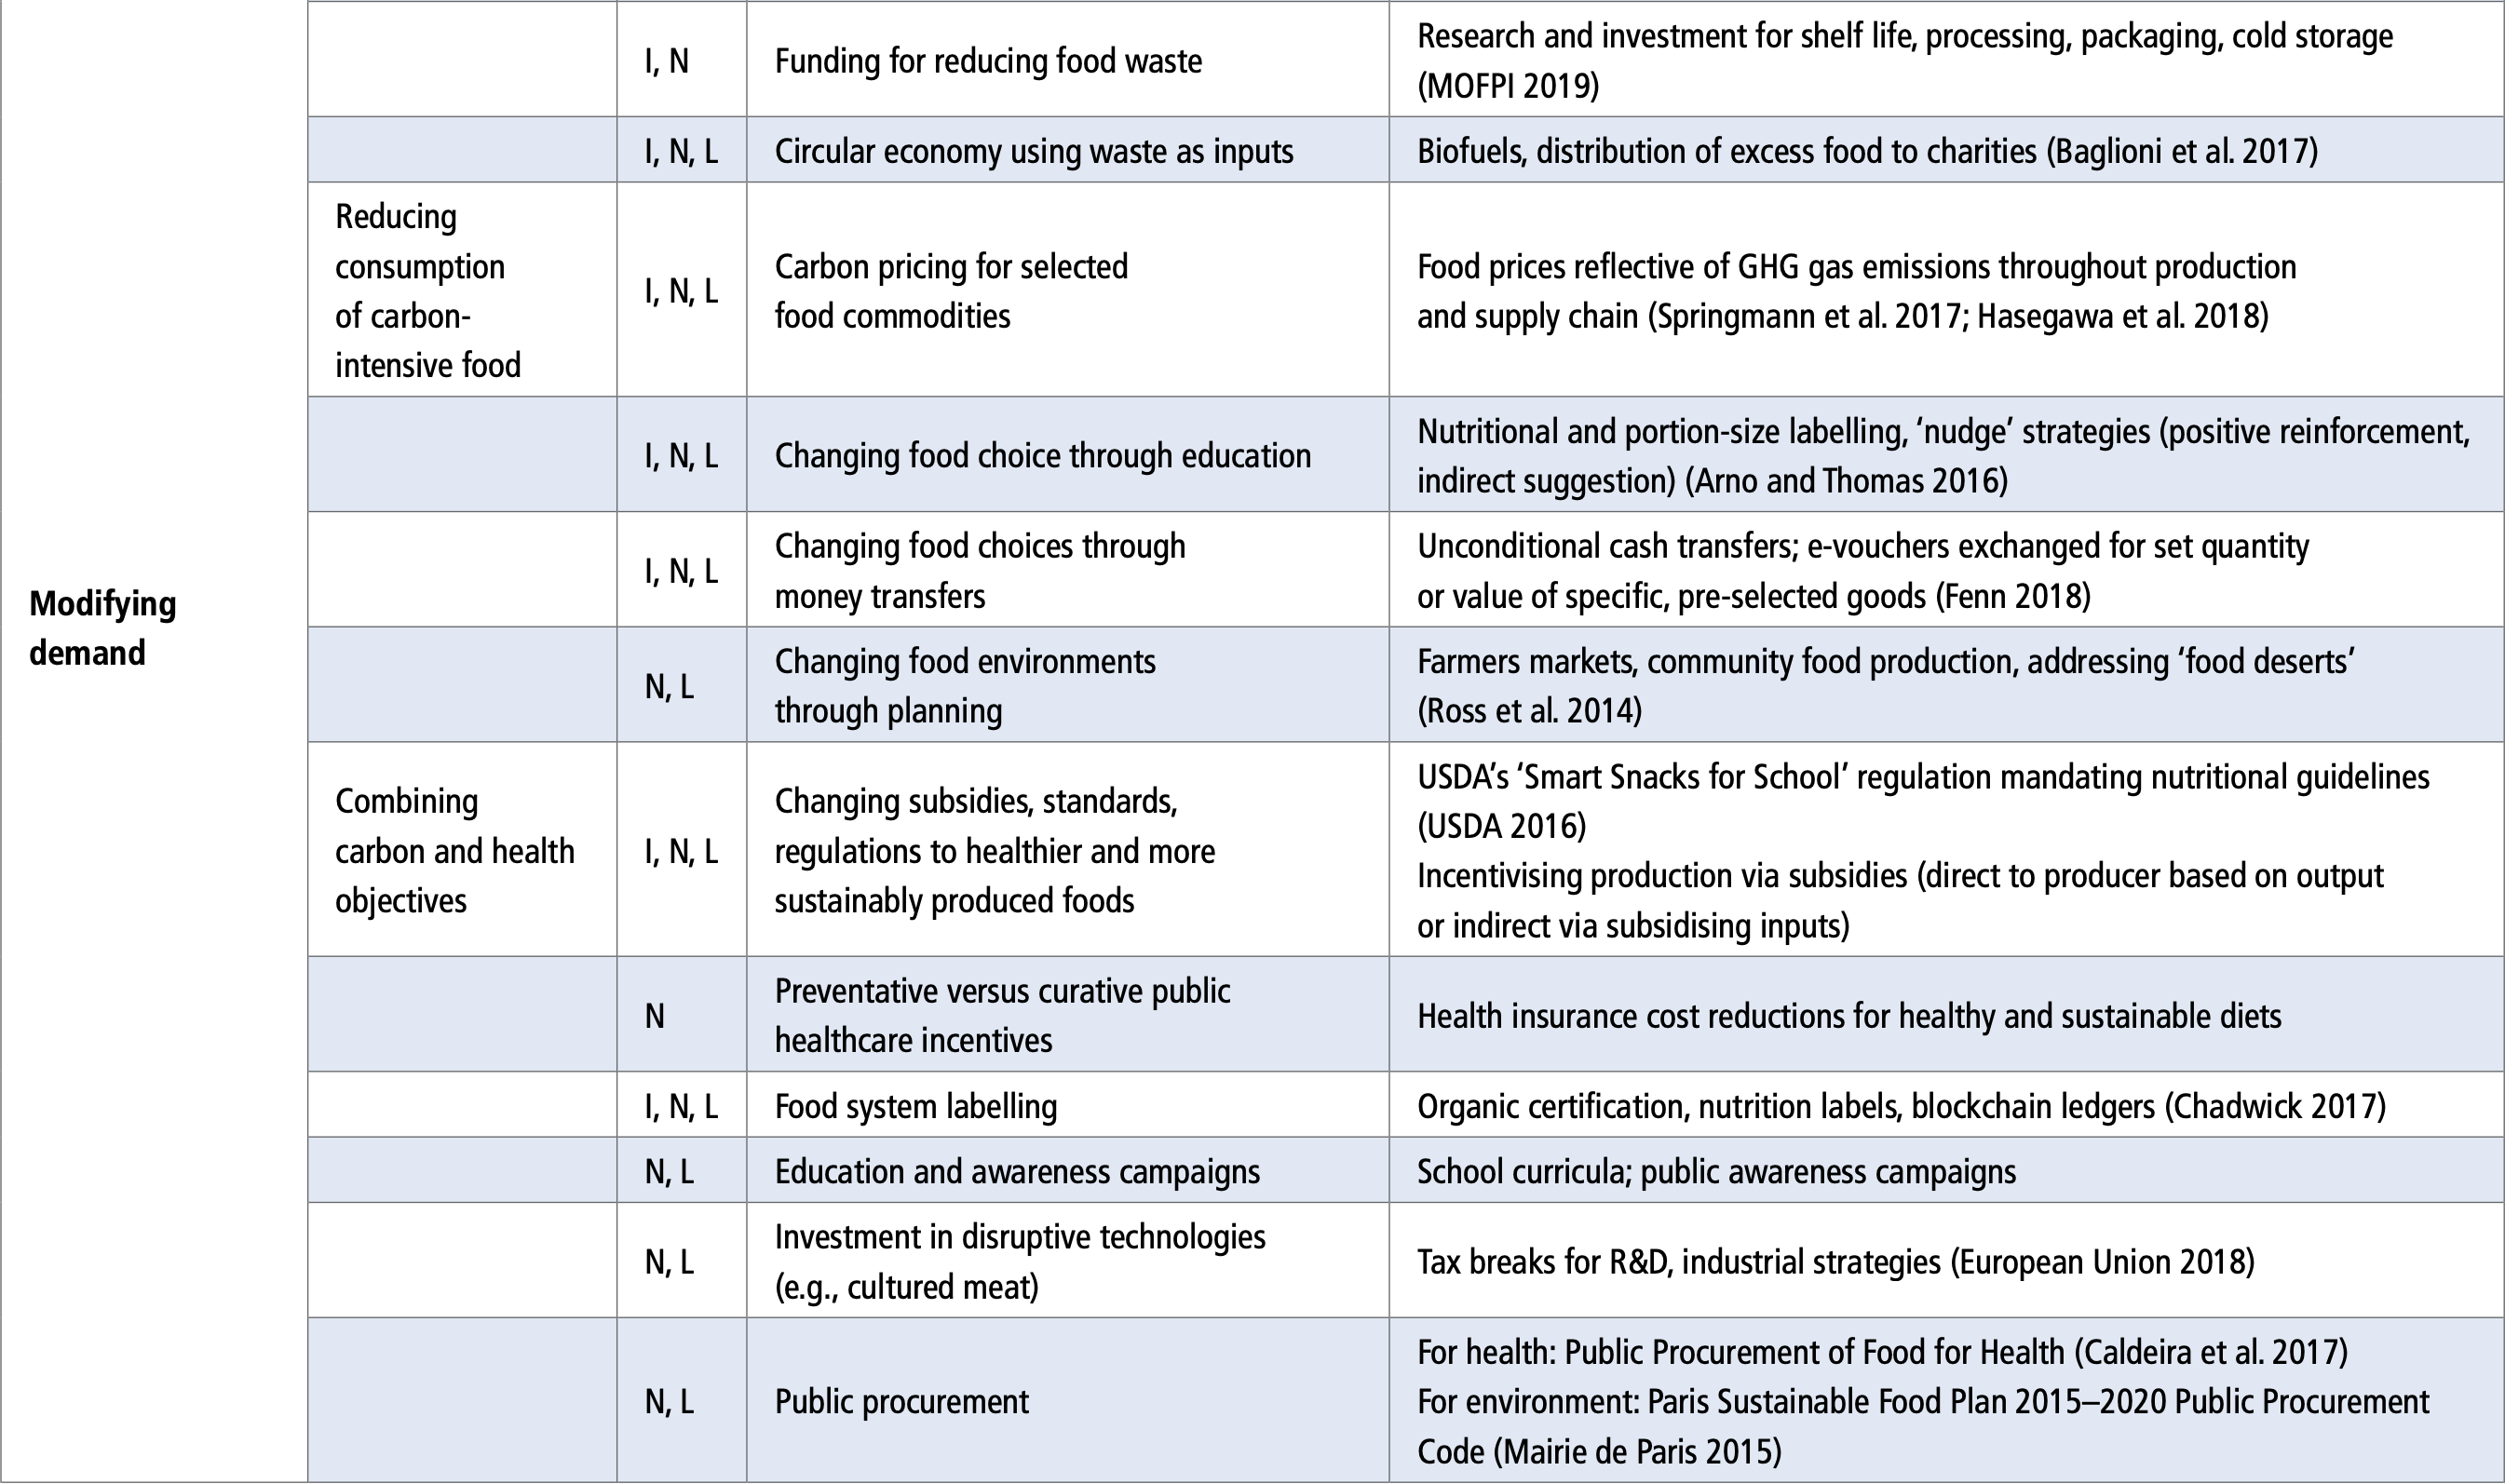 Modifying
demand
I, N
Funding for reducing food waste
Research and investment for shelf life, processing, packaging, cold storage
(MOFPI 2019)
I, N, L
Circular economy using waste as inputs
Biofuels, distribution of excess food to charities (Baglioni et al. 2017)
Reducing
consumption
of carbon-
intensive food
I, N, L
Carbon pricing for selected
food commodities
Food prices reflective of GHG gas emissions throughout production
and supply chain (Springmann et al. 2017; Hasegawa et al. 2018)
I, N, L
Changing food choice through education
Nutritional and portion-size labelling, ‘nudge’ strategies (positive reinforcement,
indirect suggestion) (Arno and Thomas 2016)
I, N, L
Changing food choices through
money transfers
Unconditional cash transfers; e-vouchers exchanged for set quantity
or value of specific, pre-selected goods (Fenn 2018)
N, L
Changing food environments
through planning
Farmers markets, community food production, addressing ‘food deserts’
(Ross et al. 2014)
Combining
carbon and health
objectives
I, N, L
Changing subsidies, standards,
regulations to healthier and more
sustainably produced foods
USDA’s ‘Smart Snacks for School’ regulation mandating nutritional guidelines
(USDA 2016)
Incentivising production via subsidies (direct to producer based on output
or indirect via subsidising inputs)
N
Preventative versus curative public
healthcare incentives
Health insurance cost reductions for healthy and sustainable diets
I, N, L
Food system labelling
Organic certification, nutrition labels, blockchain ledgers (Chadwick 2017)
N, L
Education and awareness campaigns
School curricula; public awareness campaigns
N, L
Investment in disruptive technologies
(e.g., cultured meat)
Tax breaks for R&D, industrial strategies (European Union 2018)
N, L
Public procurement
For health: Public Procurement of Food for Health (Caldeira et al. 2017)
For environment: Paris Sustainable Food Plan 2015–2020 Public Procurement
Code (Mairie de Paris 2015)